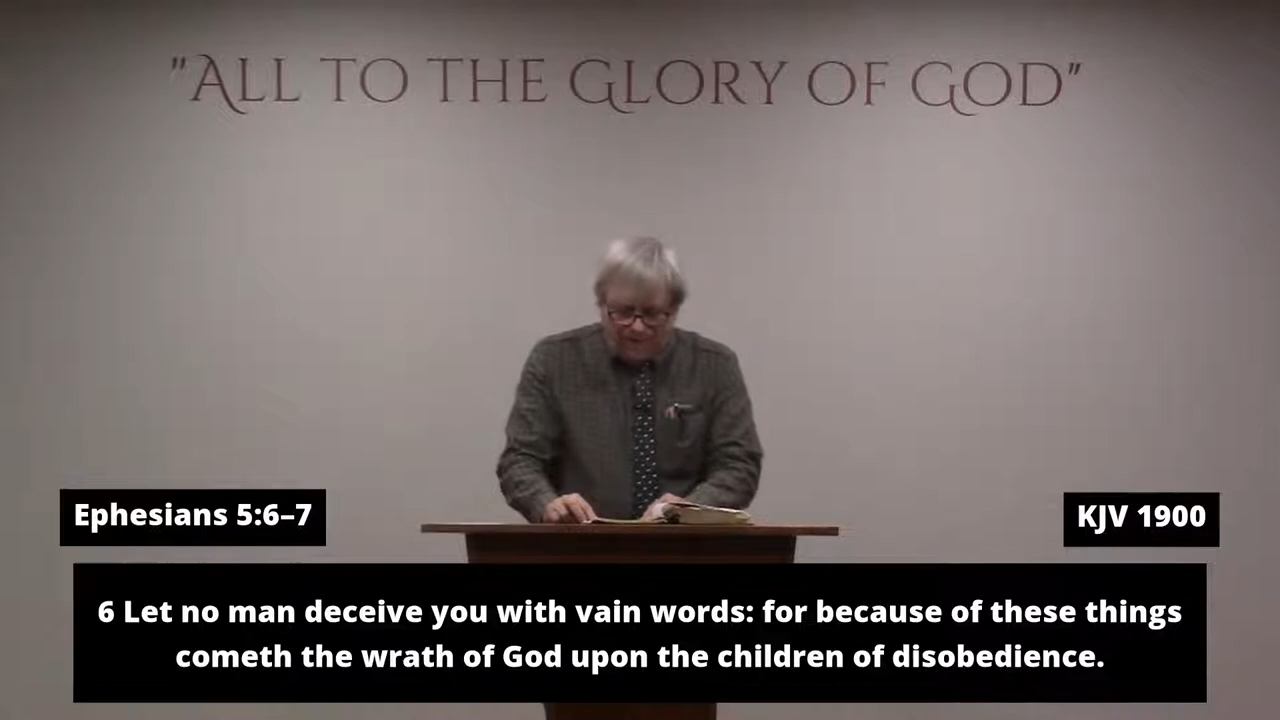 "ALL TO THE GLORY OF GOD"
Ephesians 5:6–7
KJV 1900
6 Let no man deceive you with vain words: for because of these things
cometh the wrath of God upon the children of disobedience.